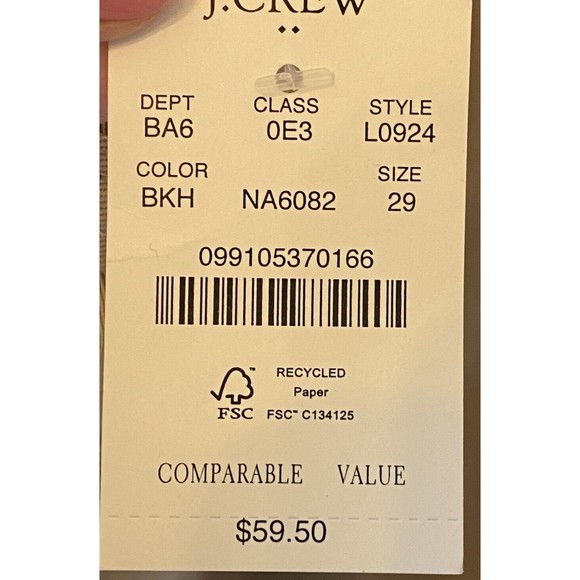 J.CREW
DEPT CLASS STYLE
BA6 0E3 L0924
COLOR SIZE
BKH NA6082 29
099105370166
RECYCLED
Paper
FSC™ FSC™ C134125
COMPARABLE VALUE
$59.50